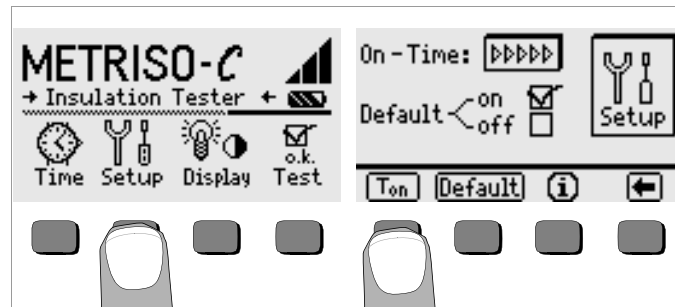 METRISO-C
→ Insulation Tester ←
Time Setup Display o.k. Test
On-Time: ▷▷▷▷▷
Default on
off
Setup
Ton Default i ←